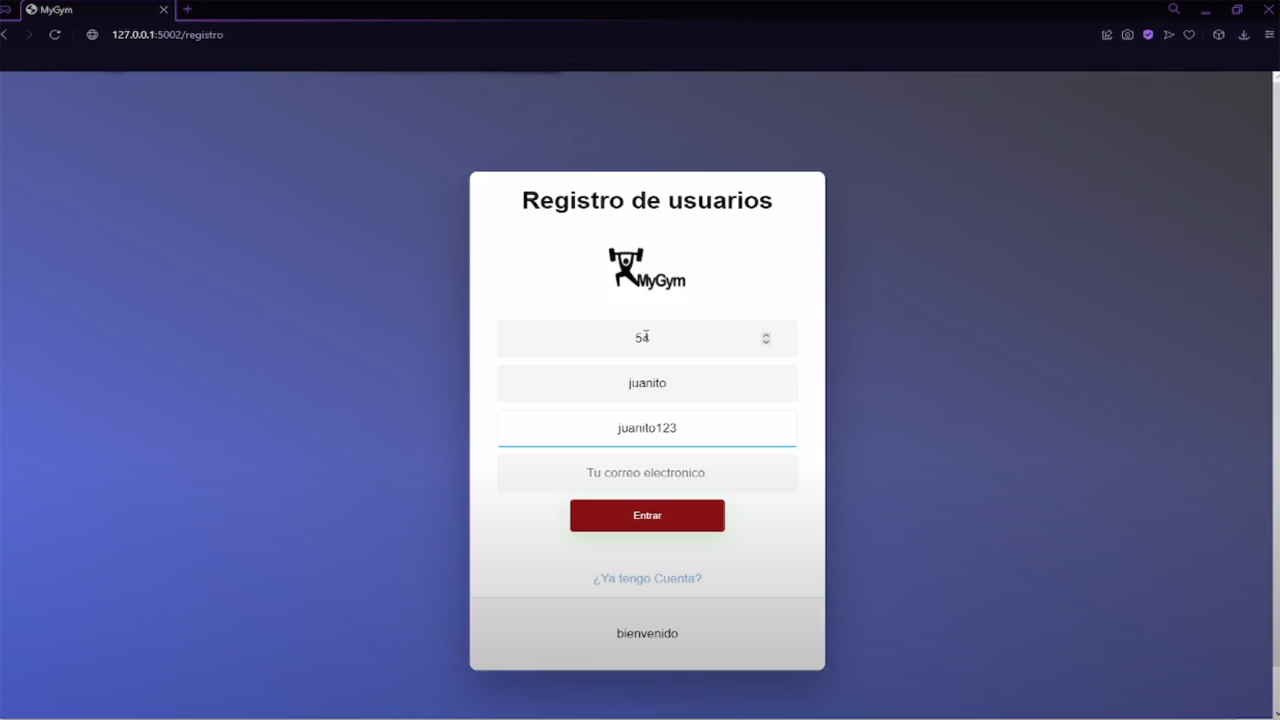 MyGym
127.0.0.1:5002/registro
Registro de usuarios
MyGym
54
juanito
juanito123
Tu correo electronico.
Entrar
¿Ya tengo Cuenta?
bienvenido